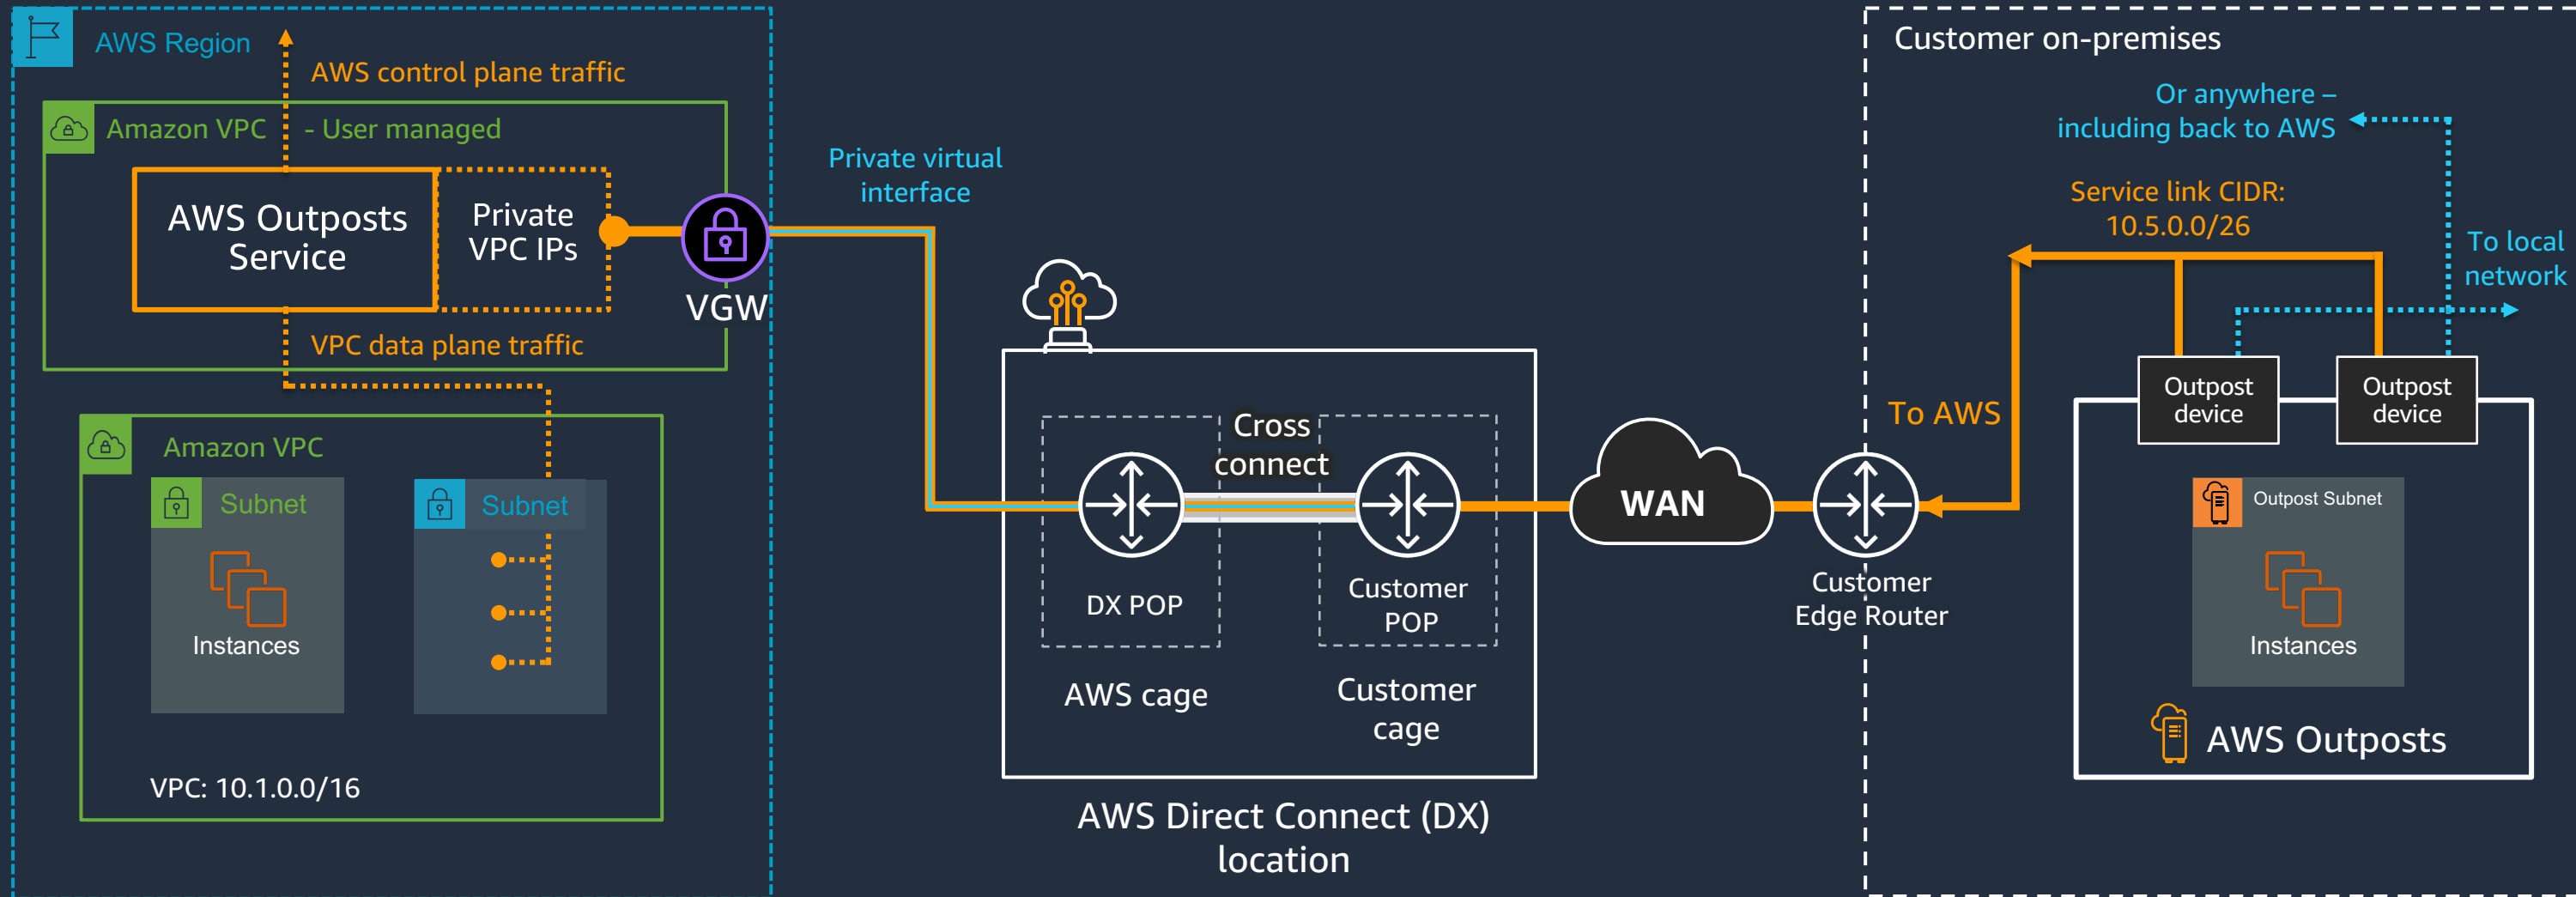 AWS Region
AWS control plane traffic
Amazon VPC - User managed
AWS Outposts
Service
Private
VPC IPs
VGW
VPC data plane traffic
Amazon VPC
Subnet
Instances
Subnet
VPC: 10.1.0.0/16
Private virtual
interface
Cross
connect
DX POP
Customer
POP
AWS cage
Customer
cage
AWS Direct Connect (DX)
location
WAN
Customer
Edge Router
Customer on-premises
Or anywhere –
including back to AWS
Service link CIDR:
10.5.0.0/26
To local
network
To AWS
Outpost
device
Outpost
device
Outpost Subnet
Instances
AWS Outposts